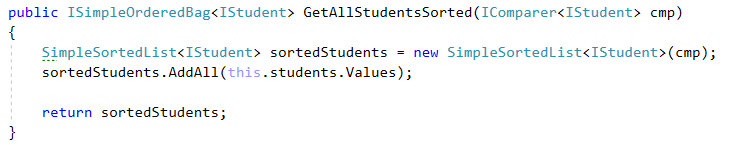 public ISimpleOrderedBag<IStudent> GetAllStudentsSorted(IComparer<IStudent> cmp)
{
    SimpleSortedList<IStudent> sortedStudents = new SimpleSortedList<IStudent>(cmp);
    sortedStudents.AddAll(this.students.Values);

    return sortedStudents;
}